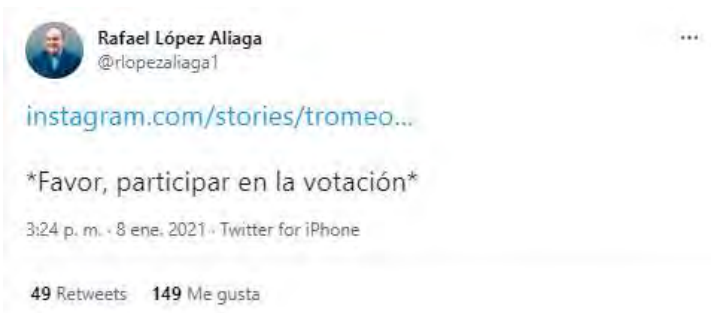 Rafael López Aliaga
@rlopezaliaga1
instagram.com/stories/tromeo...
*Favor, participar en la votación*
3:24 p. m. · 8 ene. 2021 · Twitter for iPhone
49 Retweets 149 Me gusta